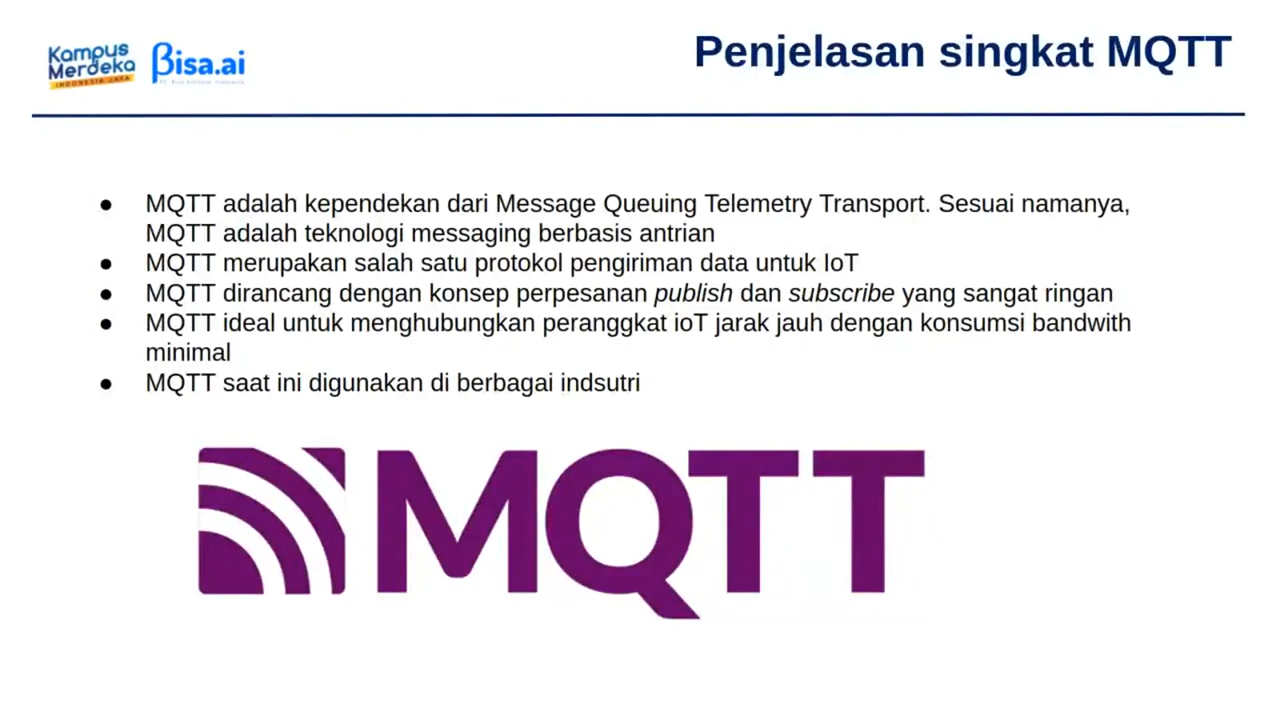 Kampus
Merdeka
INDONESIA JAYA
Bisa.ai
Penjelasan singkat MQTT
● MQTT adalah kependekan dari Message Queuing Telemetry Transport. Sesuai namanya,
MQTT adalah teknologi messaging berbasis antrian
● MQTT merupakan salah satu protokol pengiriman data untuk IoT
● MQTT dirancang dengan konsep perpesanan publish dan subscribe yang sangat ringan
● MQTT ideal untuk menghubungkan peranggkat ioT jarak jauh dengan konsumsi bandwith
minimal
● MQTT saat ini digunakan di berbagai indsutri
MQTT